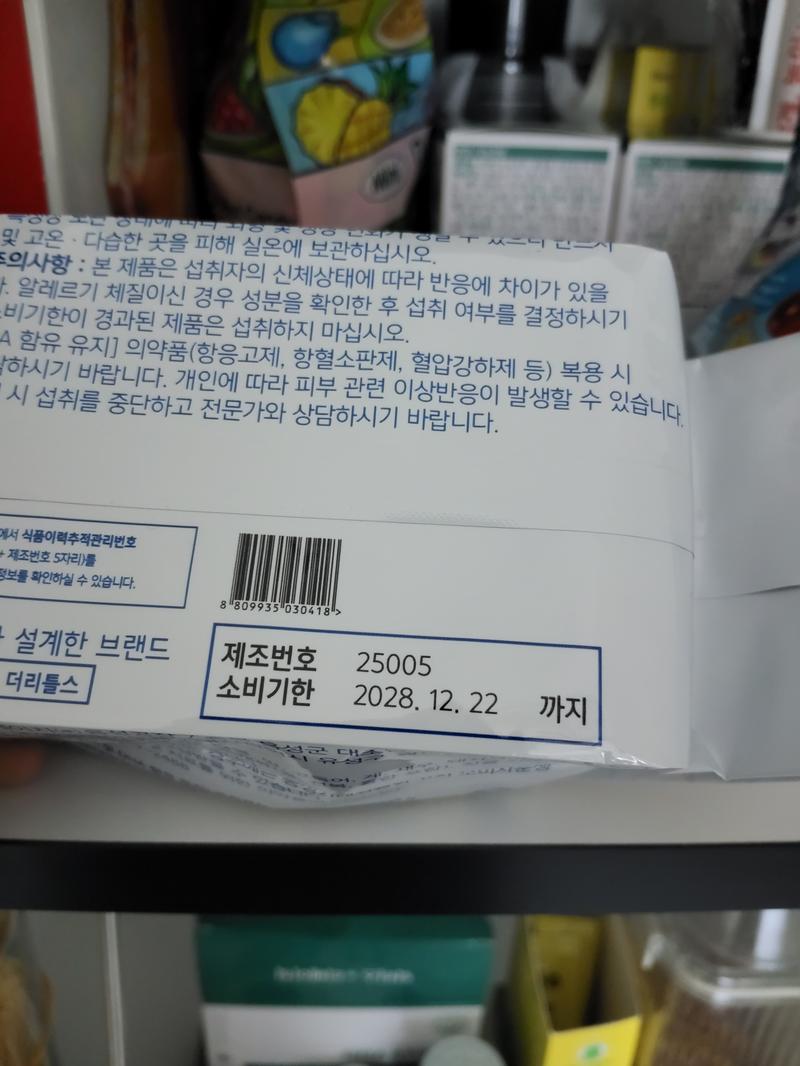 및 고온 · 다습한 곳을 피해 실온에 보관하십시오.
주의사항 : 본 제품은 섭취자의 신체상태에 따라 반응에 차이가 있을
알레르기 체질이신 경우 성분을 확인한 후 섭취 여부를 결정하시기
소비기한이 경과된 제품은 섭취하지 마십시오.
A 함유 유지] 의약품(항응고제, 항혈소판제, 혈압강하제 등) 복용 시
하시기 바랍니다. 개인에 따라 피부 관련 이상반응이 발생할 수 있습니다.
시 섭취를 중단하고 전문가와 상담하시기 바랍니다.
에서 식품이력추적관리번호
+ 제조번호 5자리)를
정보를 확인하실 수 있습니다.
8 809935 030418 >
설계한 브랜드
더리틀스
제조번호 25005
소비기한 2028. 12. 22 까지